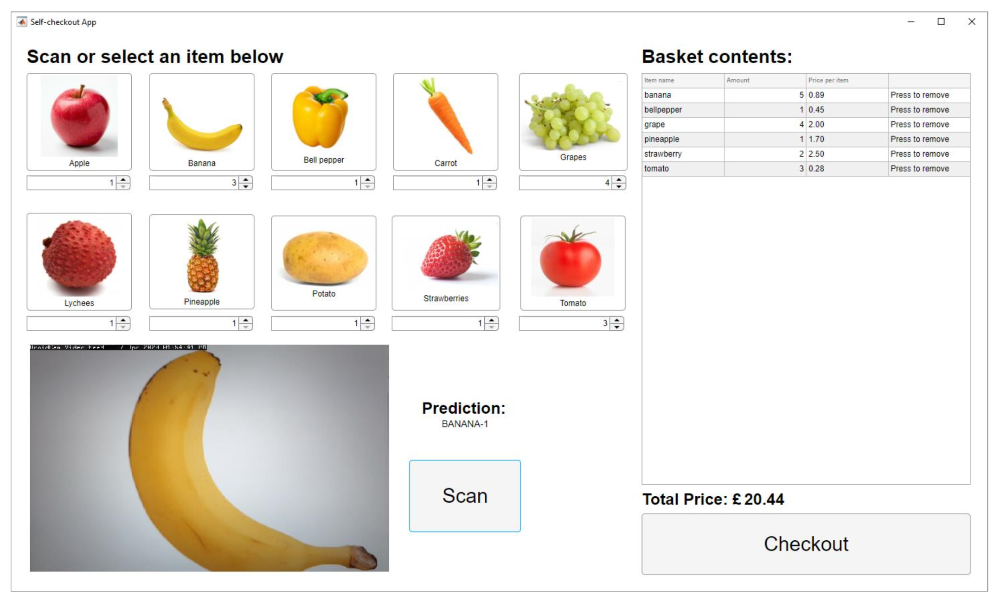 Self-checkout App
Scan or select an item below
Apple
Banana
Bell pepper
Carrot
Grapes
1
3
1
1
4
Lychees
Pineapple
Potato
Strawberries
Tomato
1
1
1
1
3
Prediction:
BANANA-1
Scan
Basket contents:
Item name Amount Price per item
banana 5 0.89 Press to remove
bellpepper 1 0.45 Press to remove
grape 4 2.00 Press to remove
pineapple 1 1.70 Press to remove
strawberry 2 2.50 Press to remove
tomato 3 0.28 Press to remove
Total Price: £ 20.44
Checkout